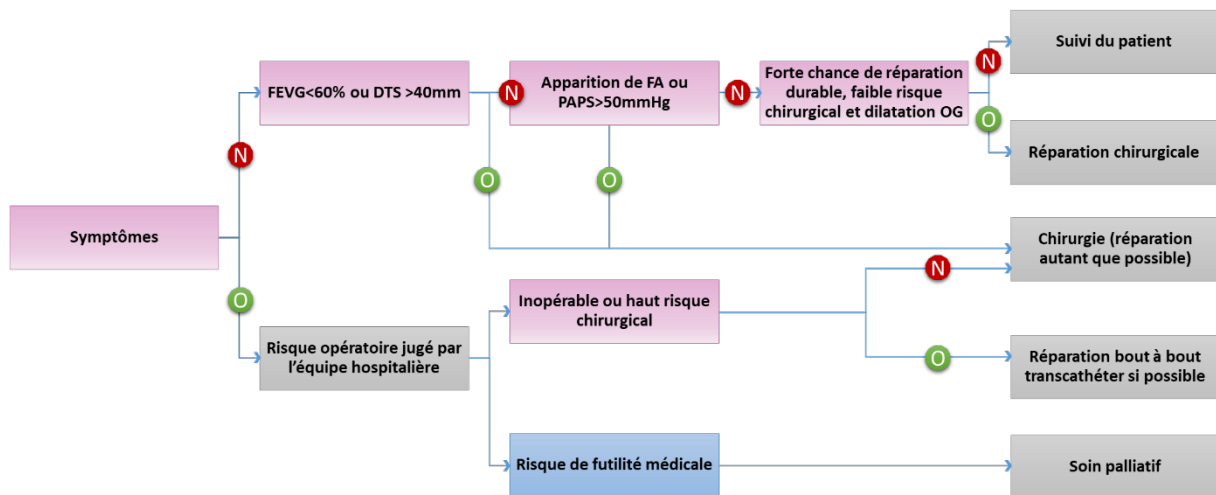 Suivi du patient
N
FEVG<60% ou DTS >40mm
N
Apparition de FA ou
PAPS>50mmHg
N
Forte chance de réparation
durable, faible risque
chirurgical et dilatation OG
O
N
Réparation chirurgicale
O
O
Symptômes
Chirurgie (réparation
autant que possible)
N
O
Inopérable ou haut risque
chirurgical
Risque opératoire jugé par
l’équipe hospitalière
O
Réparation bout à bout
transcathéter si possible
Risque de futilité médicale
Soin palliatif